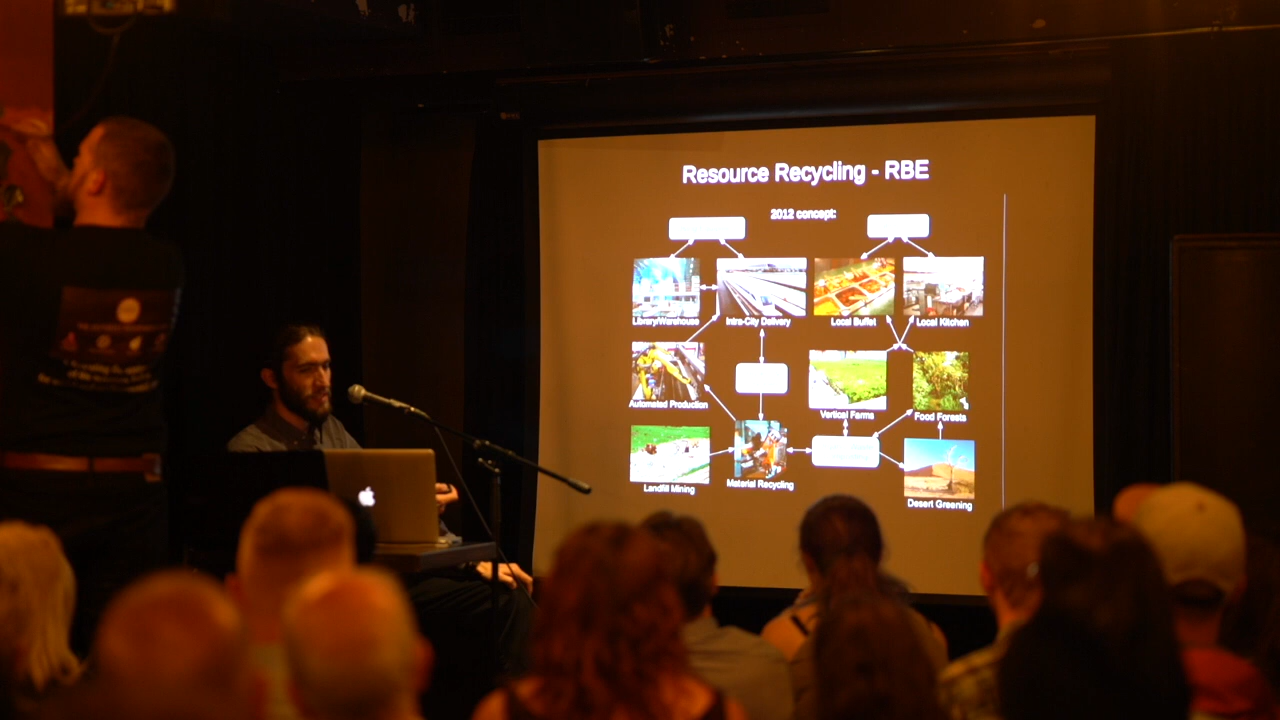 Resource Recycling - RBE
2012 concept:
Library/Warehouse
Intra-City Delivery
Local Buffet
Local Kitchen
Automated Production
Vertical Farms
Food Forests
Landfill Mining
Material Recycling
Desert Greening